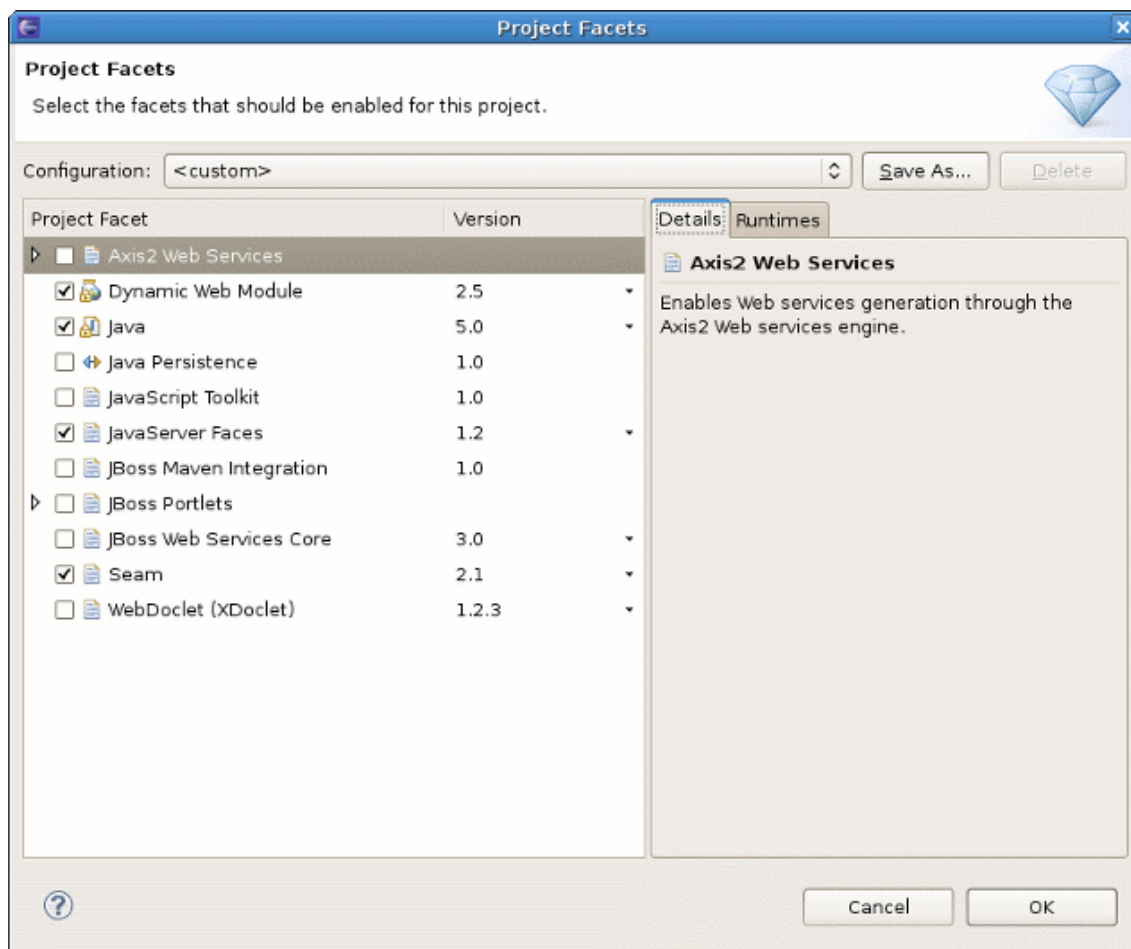 Project Facets
Project Facets
Select the facets that should be enabled for this project.
Configuration: <custom> Save As... Delete
Project Facet Version
Axis2 Web Services
Dynamic Web Module 2.5
Java 5.0
Java Persistence 1.0
JavaScript Toolkit 1.0
JavaServer Faces 1.2
JBoss Maven Integration 1.0
JBoss Portlets
JBoss Web Services Core 3.0
Seam 2.1
WebDoclet (XDoclet) 1.2.3
Details Runtimes
Axis2 Web Services
Enables Web services generation through the
Axis2 Web services engine.
Cancel OK